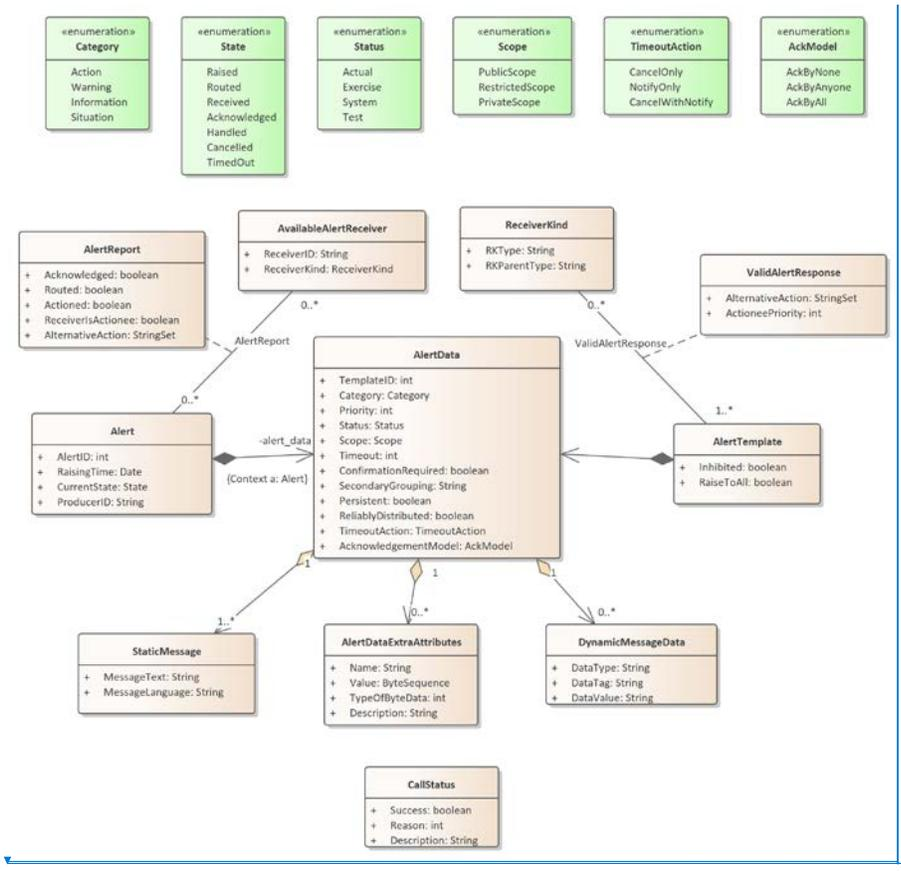 «enumeration»
Category
Action
Warning
Information
Situation
«enumeration»
State
Raised
Routed
Received
Acknowledged
Handled
Cancelled
TimedOut
«enumeration»
Status
Actual
Exercise
System
Test
«enumeration»
Scope
PublicScope
RestrictedScope
PrivateScope
«enumeration»
TimeoutAction
CancelOnly
NotifyOnly
CancelWithNotify
«enumeration»
AckModel
AckByNone
AckByAnyone
AckByAll
AlertReport
+ Acknowledged: boolean
+ Routed: boolean
+ Actioned: boolean
+ ReceiverIsActionee: boolean
+ AlternativeAction: StringSet
AvailableAlertReceiver
+ ReceiverID: String
+ ReceiverKind: ReceiverKind
ReceiverKind
+ RKType: String
+ RKParentType: String
ValidAlertResponse
+ AlternativeAction: StringSet
+ ActioneePriority: int
0..*
AlertReport
0..*
0..*
ValidAlertResponse
1..*
Alert
+ AlertID: int
+ RaisingTime: Date
+ CurrentState: State
+ ProducerID: String
-alert_data
{Context a: Alert}
AlertData
+ TemplateID: int
+ Category: Category
+ Priority: int
+ Status: Status
+ Scope: Scope
+ Timeout: int
+ ConfirmationRequired: boolean
+ SecondaryGrouping: String
+ Persistent: boolean
+ ReliablyDistributed: boolean
+ TimeoutAction: TimeoutAction
+ AcknowledgementModel: AckModel
AlertTemplate
+ Inhibited: boolean
+ RaiseToAll: boolean
1
1..*
1
0..*
1
0..*
StaticMessage
+ MessageText: String
+ MessageLanguage: String
AlertDataExtraAttributes
+ Name: String
+ Value: ByteSequence
+ TypeOfByteData: int
+ Description: String
DynamicMessageData
+ DataType: String
+ DataTag: String
+ DataValue: String
CallStatus
+ Success: boolean
+ Reason: int
+ Description: String